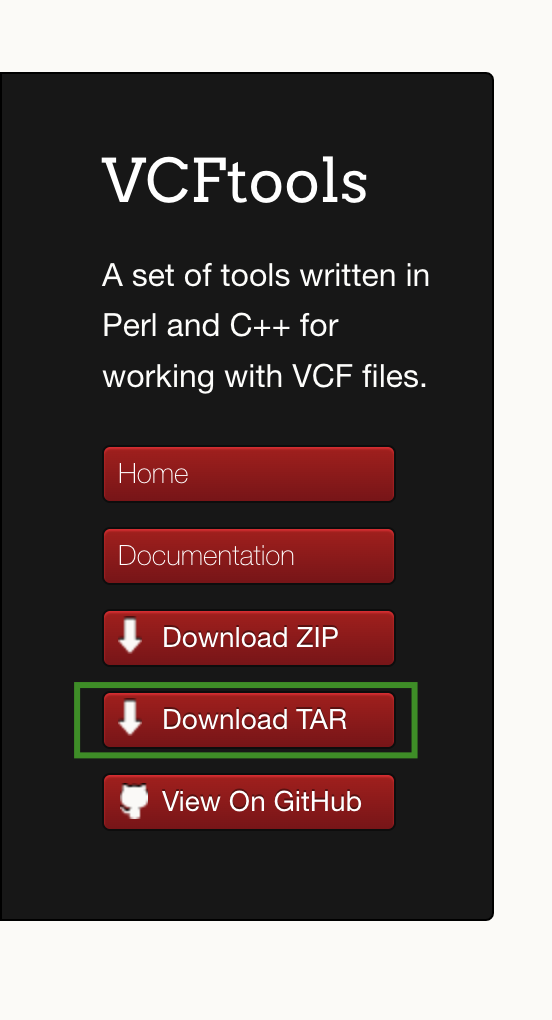 VCFtools
A set of tools written in
Perl and C++ for
working with VCF files.
Home
Documentation
Download ZIP
Download TAR
View On GitHub